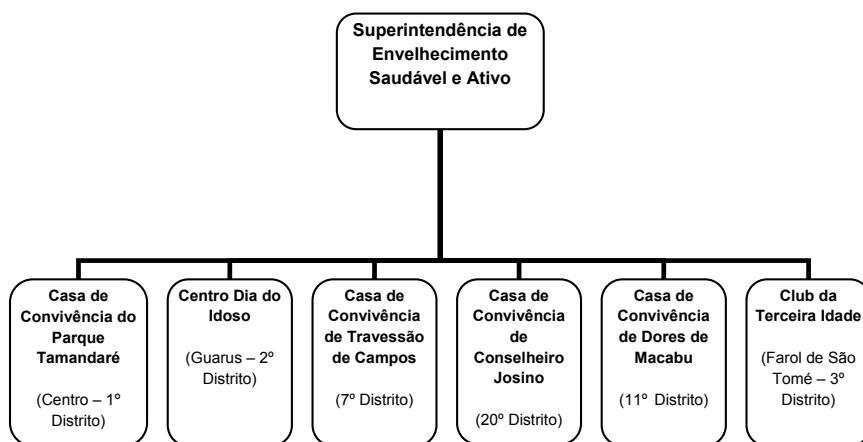 Superintendência de
Envelhecimento
Saudável e Ativo
Casa de
Convivência do
Parque
Tamandaré
(Centro – 1º
Distrito)
Centro Dia do
Idoso
(Guarus – 2º
Distrito)
Casa de
Convivência
de Travessão
de Campos
(7º Distrito)
Casa de
Convivência
de
Conselheiro
Josino
(20º Distrito)
Casa de
Convivência
de Dores de
Macabu
(11º Distrito)
Club da
Terceira Idade
(Farol de São
Tomé – 3º
Distrito)